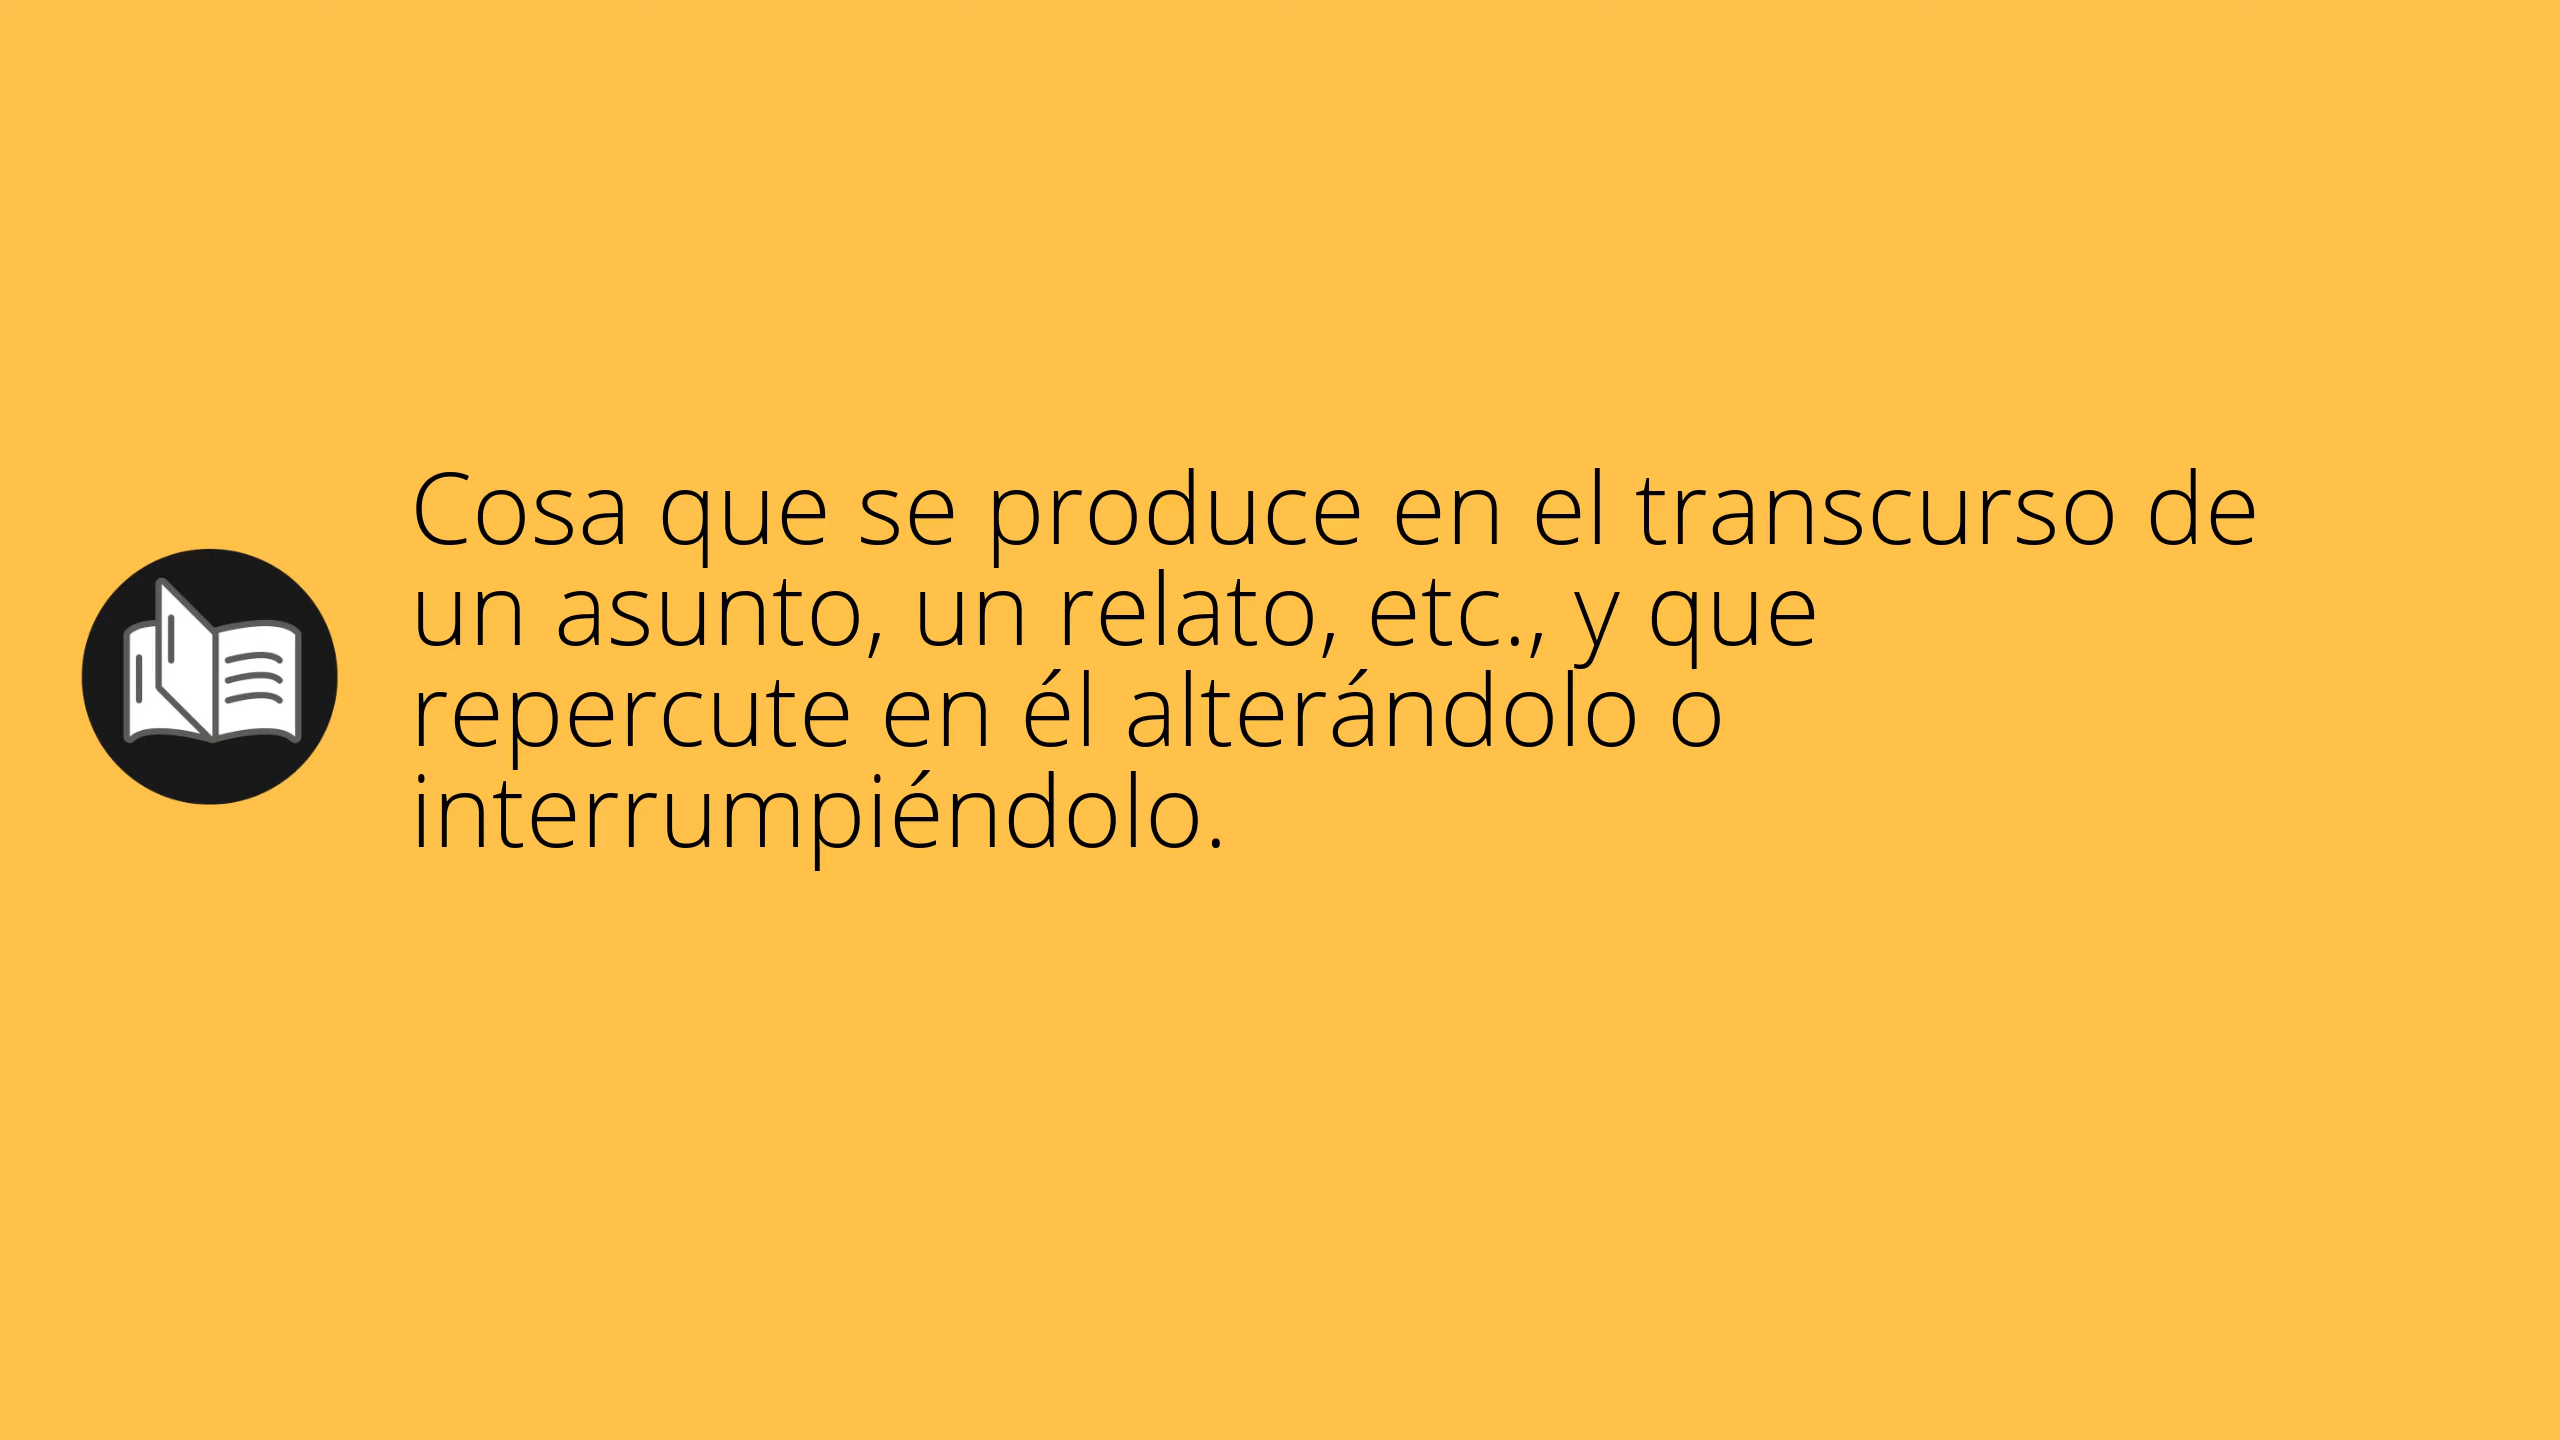 Cosa que se produce en el transcurso de
un asunto, un relato, etc., y que
repercute en él alterándolo o
interrumpiéndolo.